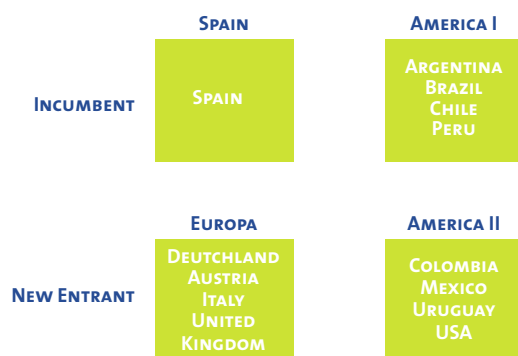 Spain
America I
Incumbent
Spain
Argentina
Brazil
Chile
Peru
Europa
America II
New Entrant
Deutchland
Austria
Italy
United
Kingdom
Colombia
Mexico
Uruguay
USA